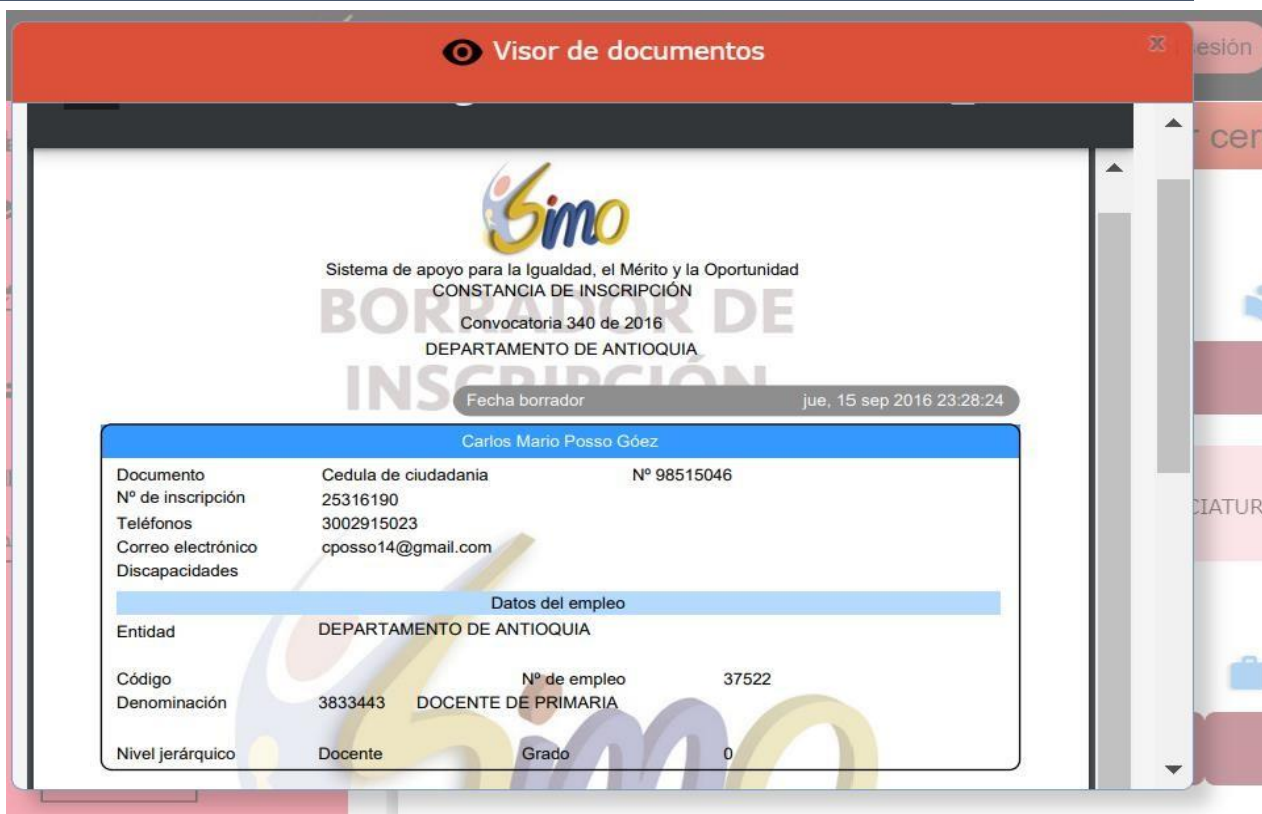 Visor de documentos
esión
cer
Simo
Sistema de apoyo para la Igualdad, el Mérito y la Oportunidad
CONSTANCIA DE INSCRIPCIÓN
BORRADOR DE
Convocatoria 340 de 2016
DEPARTAMENTO DE ANTIOQUIA
INSCRIPCIÓN
Fecha borrador jue, 15 sep 2016 23:28:24
Carlos Mario Posso Góez
Documento Cedula de ciudadania Nº 98515046
Nº de inscripción 25316190
Teléfonos 3002915023
Correo electrónico cposso14@gmail.com
Discapacidades
CIATUR
Datos del empleo
Entidad DEPARTAMENTO DE ANTIOQUIA
Código Nº de empleo 37522
Denominación 3833443 DOCENTE DE PRIMARIA
Nivel jerárquico Docente Grado 0
Simo